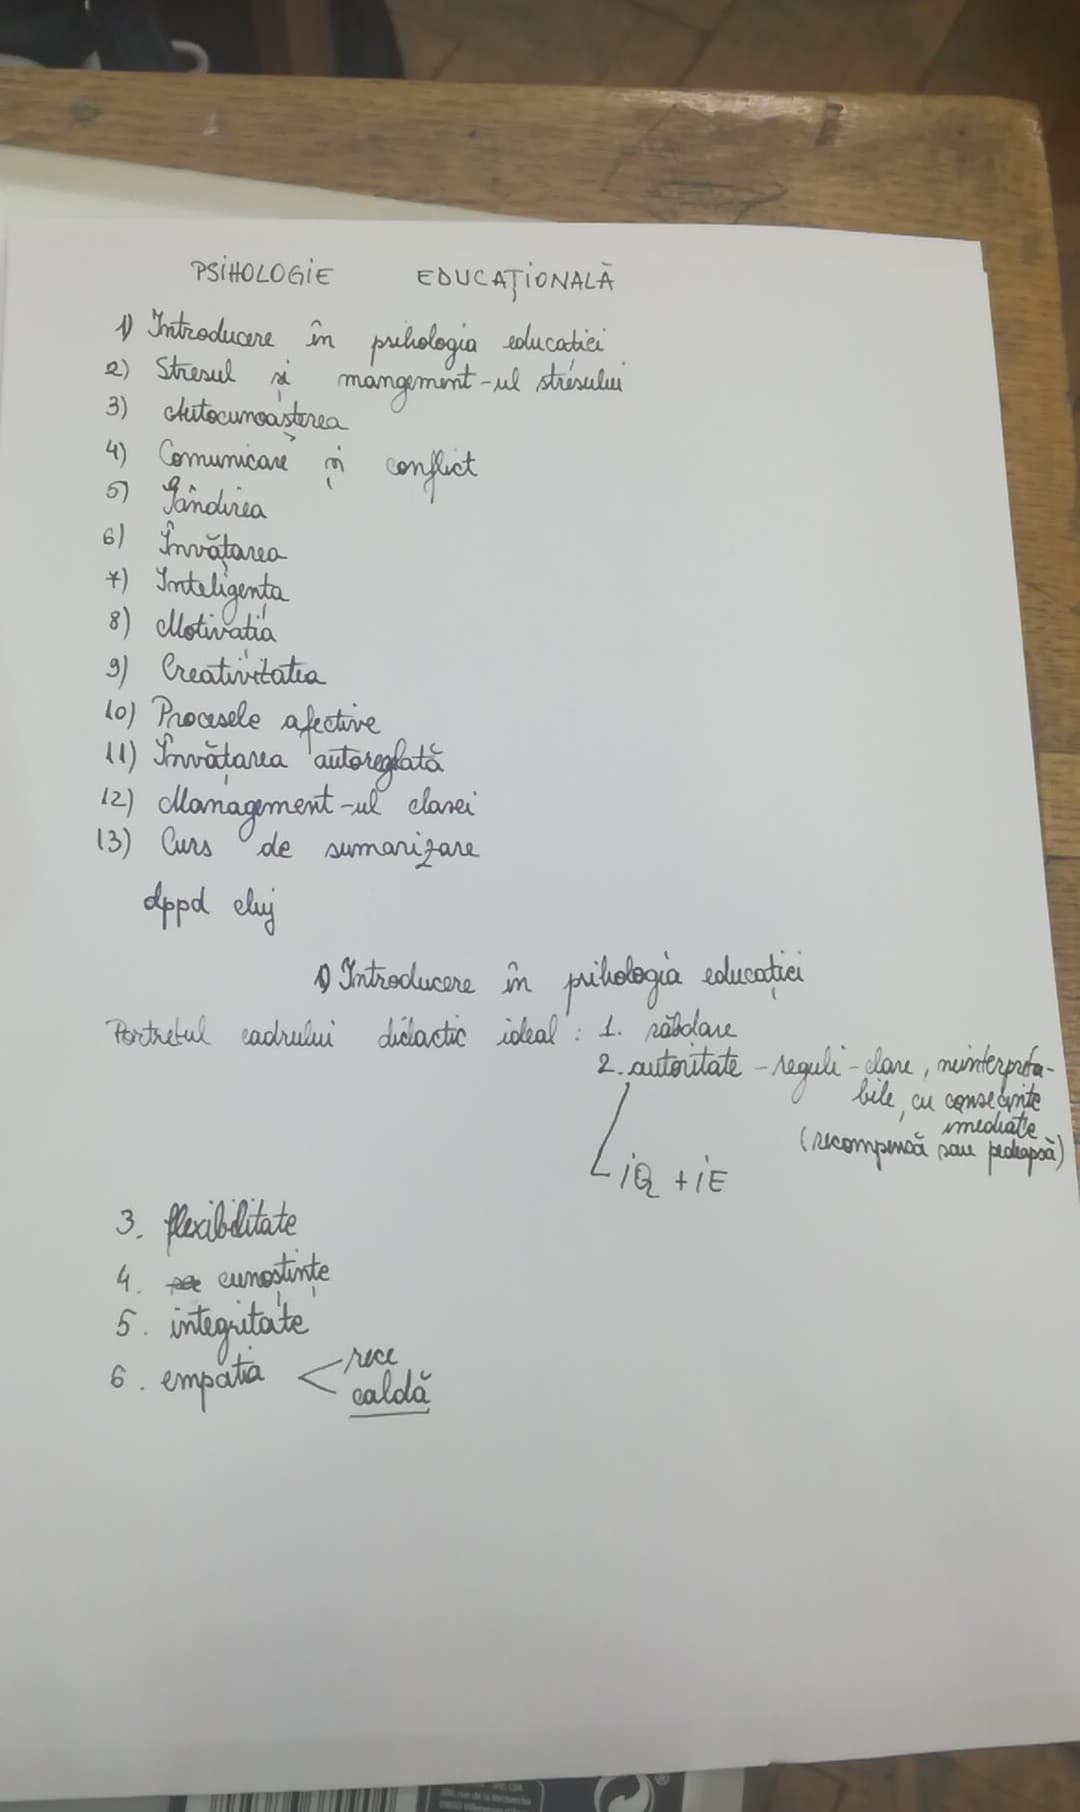 PSIHOLOGIE EDUCAȚIONALĂ
1) Introducere în psihologia educației
2) Stresul și mangement-ul stresului
3) Autocunoașterea
4) Comunicare și conflict
5) Gândirea
6) Învățarea
7) Inteligența
8) Motivația
9) Creativitatea
10) Procesele afective
11) Învățarea autoreglată
12) Management-ul clasei
13) Curs de sumarizare
dppd cluj
1) Introducere în psihologia educației
Portretul cadrului didactic ideal : 1. răbdare
2. autoritate - reguli - clare, neinterpreta-
bile, cu consecințe
imediate
(recompensă sau pedeapsă)
iQ + iE
3. flexibilitate
4. cunoștințe
5. integritate
6. empatia < rece
caldă